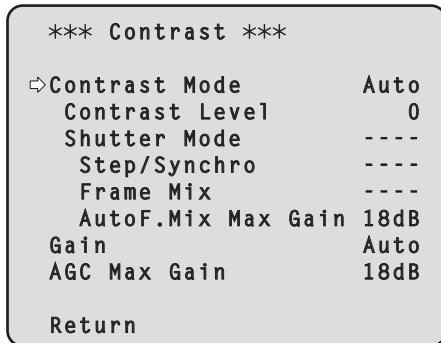 *** Contrast ***
⇨Contrast Mode Auto
Contrast Level 0
Shutter Mode ----
Step/Synchro ----
Frame Mix ----
AutoF.Mix Max Gain 18dB
Gain Auto
AGC Max Gain 18dB
Return